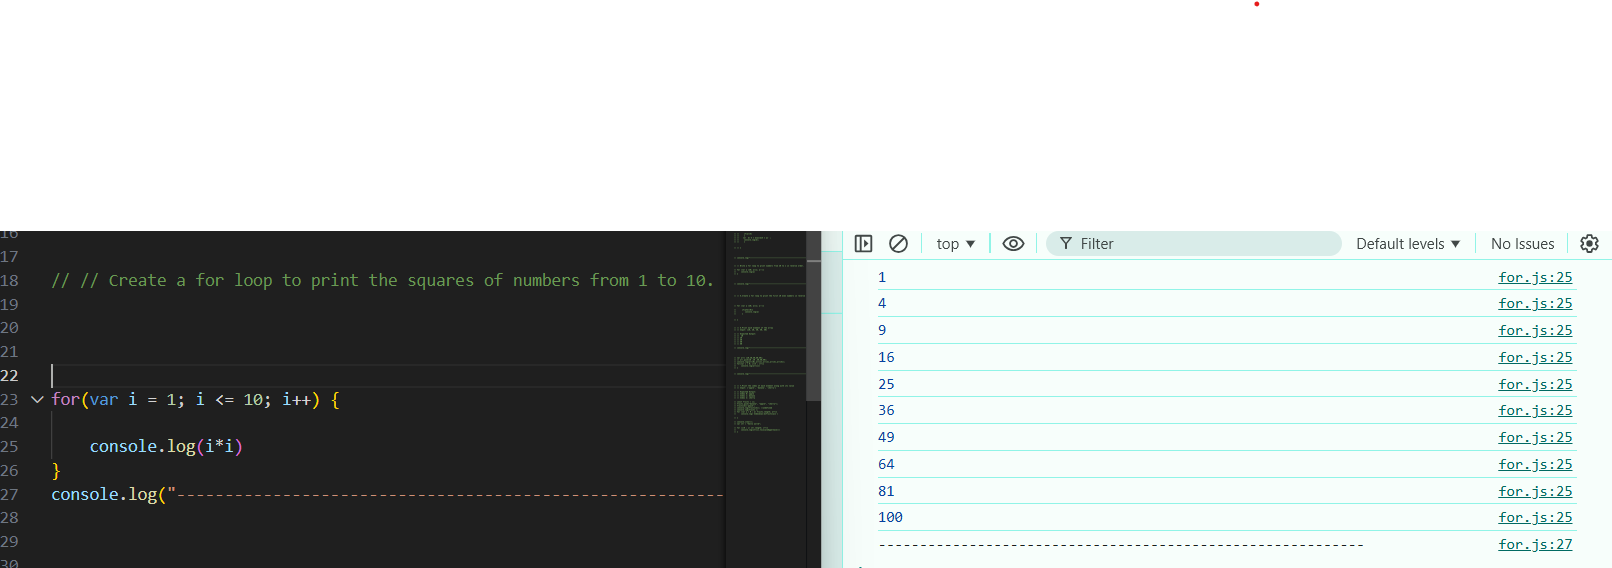 16
17
18 // // Create a for loop to print the squares of numbers from 1 to 10.
19
20
21
22
23 for(var i = 1; i <= 10; i++) {
24
25 console.log(i*i)
26 }
27 console.log("---------------------------------------------------------
28
29
30
top Filter Default levels No Issues
1 for.js:25
4 for.js:25
9 for.js:25
16 for.js:25
25 for.js:25
36 for.js:25
49 for.js:25
64 for.js:25
81 for.js:25
100 for.js:25
----------------------------------------------------------- for.js:27